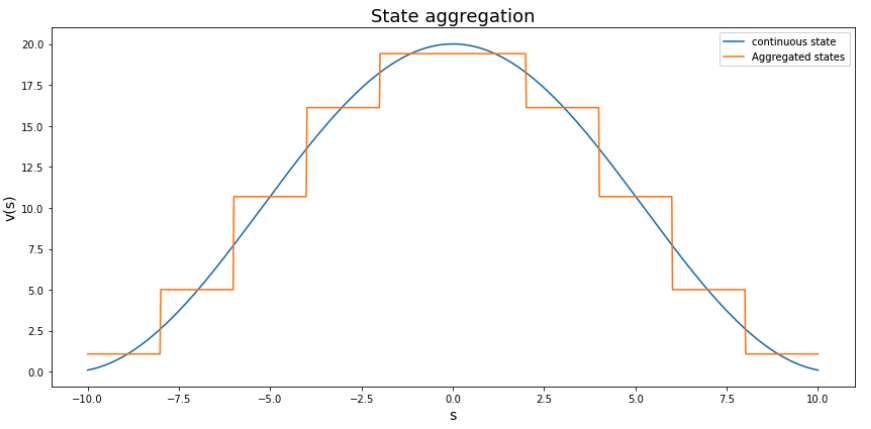 State aggregation
continuous state
Aggregated states
v(s)
20.0
17.5
15.0
12.5
10.0
7.5
5.0
2.5
0.0
−10.0 −7.5 −5.0 −2.5 0.0 2.5 5.0 7.5 10.0
s